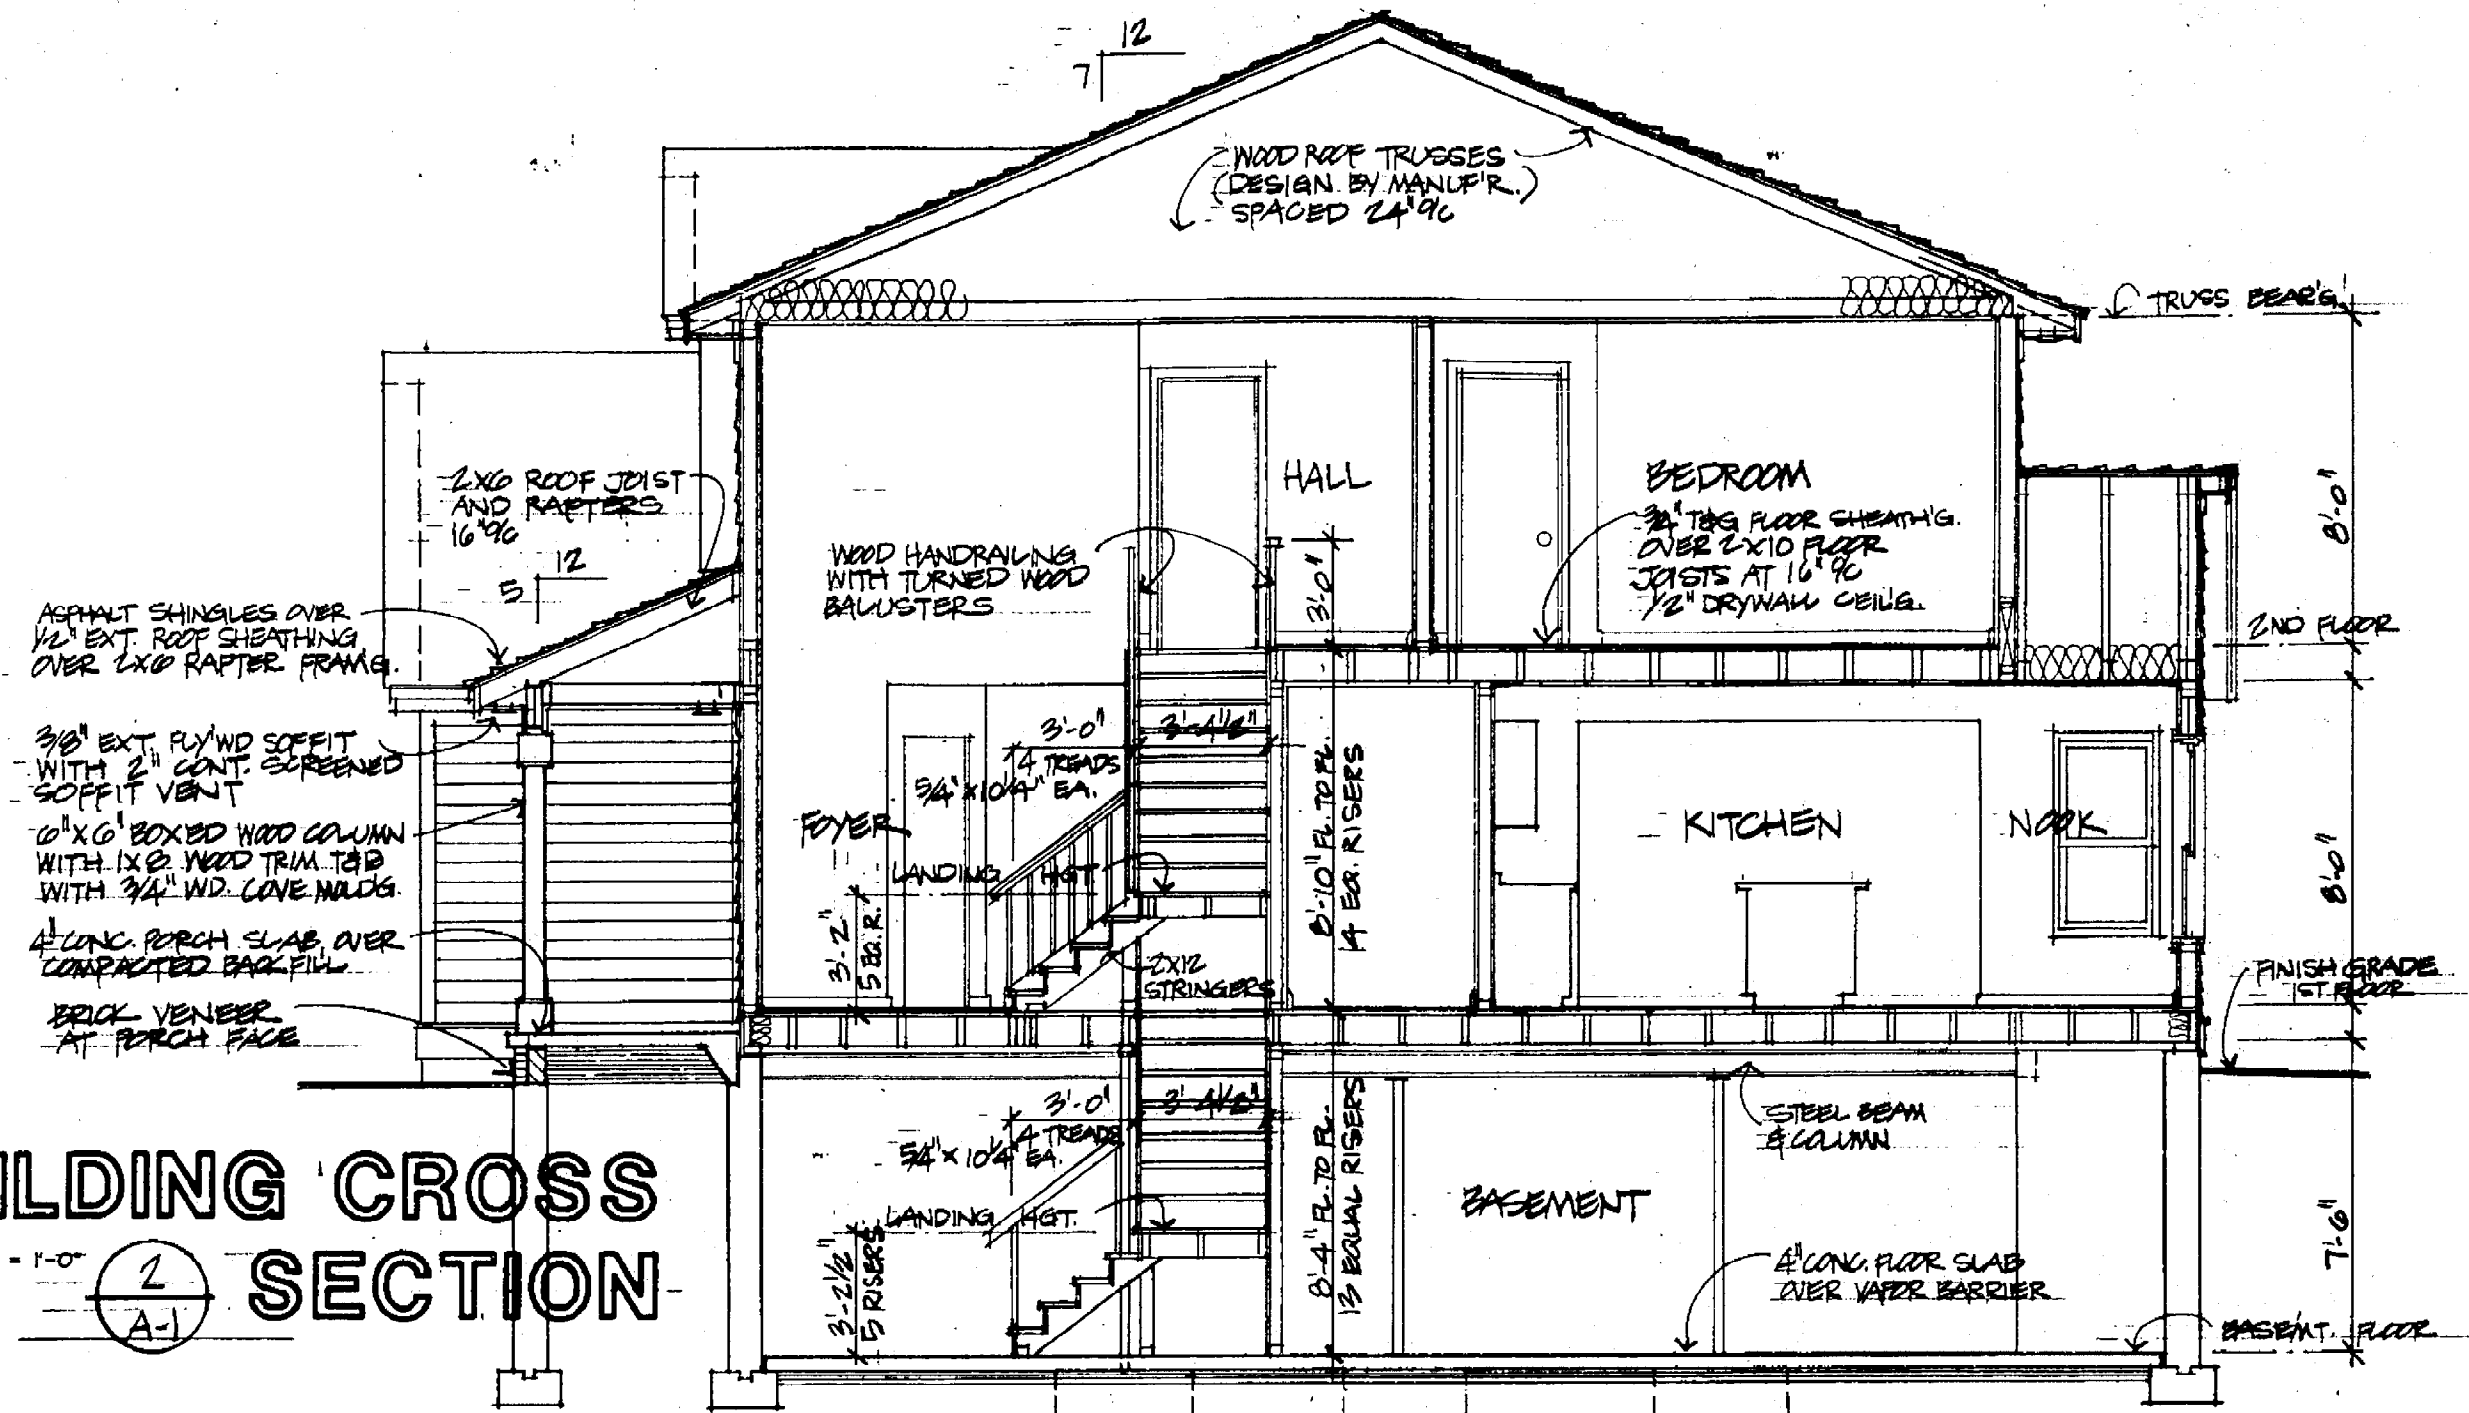 12
7
WOOD ROOF TRUSSES
(DESIGN BY MANUF'R.)
SPACED 24" O/C
TRUSS BEAR'G
2X6 ROOF JOIST
AND RAFTERS
16" O/C
12
5
HALL
BEDROOM
3/4" T&G FLOOR SHEATH'G.
OVER 2X10 FLOOR
JOISTS AT 16" O/C
1/2" DRYWALL CEIL'G.
8'-0"
WOOD HANDRAILING
WITH TURNED WOOD
BALUSTERS
3'-0"
2ND FLOOR
ASPHALT SHINGLES OVER
1/2" EXT. ROOF SHEATHING
OVER 2X6 RAFTER FRAM'G.
3/8" EXT. PLY'WD SOFFIT
WITH 2" CONT. SCREENED
SOFFIT VENT
6"X6" BOXED WOOD COLUMN
WITH 1X8 WOOD TRIM T&B
WITH 3/4" WD. COVE MOLD'G.
4" CONC. PORCH SLAB OVER
COMPACTED BACKFILL
BRICK VENEER
AT PORCH FACE
3'-0"
3'-4 1/2"
4 TREADS
5/4" X 10 1/4" EA.
FOYER
LANDING HGT.
3'-2"
5 EQ. R.
2X12
STRINGERS
8'-10" FL. TO FL.
14 EQ. RISERS
KITCHEN
NOOK
8'-0"
FINISH GRADE
1ST FLOOR
3'-0"
3'-4 1/2"
4 TREADS
5/4" X 10 1/4" EA.
LANDING HGT.
3'-2 1/2"
5 RISERS
8'-4" FL. TO FL.
13 EQUAL RISERS
STEEL BEAM
& COLUMN
BASEMENT
4" CONC. FLOOR SLAB
OVER VAPOR BARRIER
7'-6"
BASEM'T. FLOOR
ILDING CROSS
SECTION
= 1'-0"
2
A-1